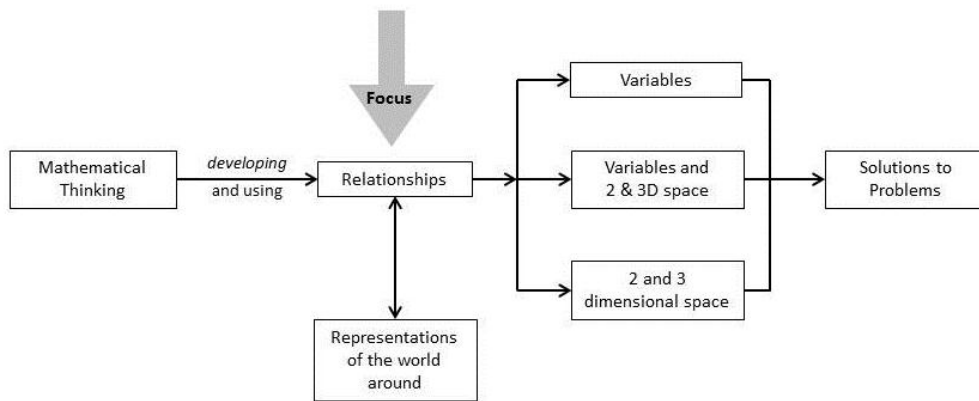 Focus
Mathematical
Thinking
developing
and using
Relationships
Representations
of the world
around
Variables
Variables and
2 & 3D space
2 and 3
dimensional space
Solutions to
Problems